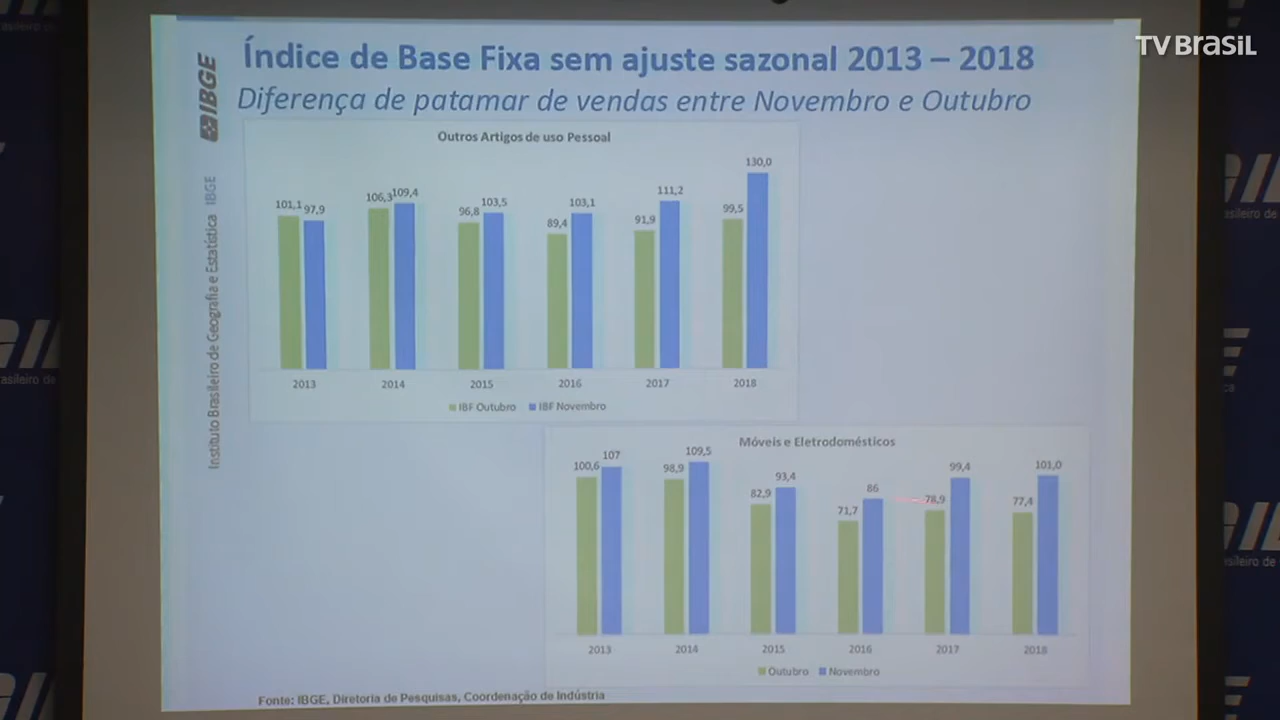 TV BRASIL
Índice de Base Fixa sem ajuste sazonal 2013 – 2018
Diferença de patamar de vendas entre Novembro e Outubro
IBGE
Instituto Brasileiro de Geografia e Estatística IBGE
Outros Artigos de uso Pessoal
101,1 97,9 106,3 109,4 96,8 103,5 89,4 103,1 91,9 111,2 99,5 130,0
2013 2014 2015 2016 2017 2018
IBF Outubro IBF Novembro
Móveis e Eletrodomésticos
100,6 107 98,9 109,5 82,9 93,4 71,7 86 78,9 99,4 77,4 101,0
2013 2014 2015 2016 2017 2018
Outubro Novembro
Fonte: IBGE, Diretoria de Pesquisas, Coordenação de Indústria
asileiro de
sileiro de